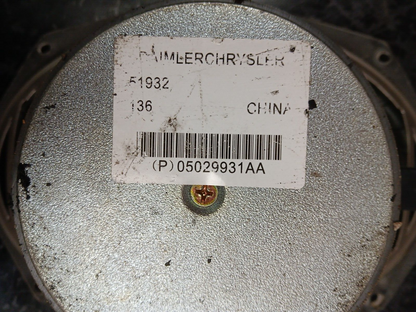 DAIMLERCHRYSLER
51932
136 CHINA
(P) 05029931AA